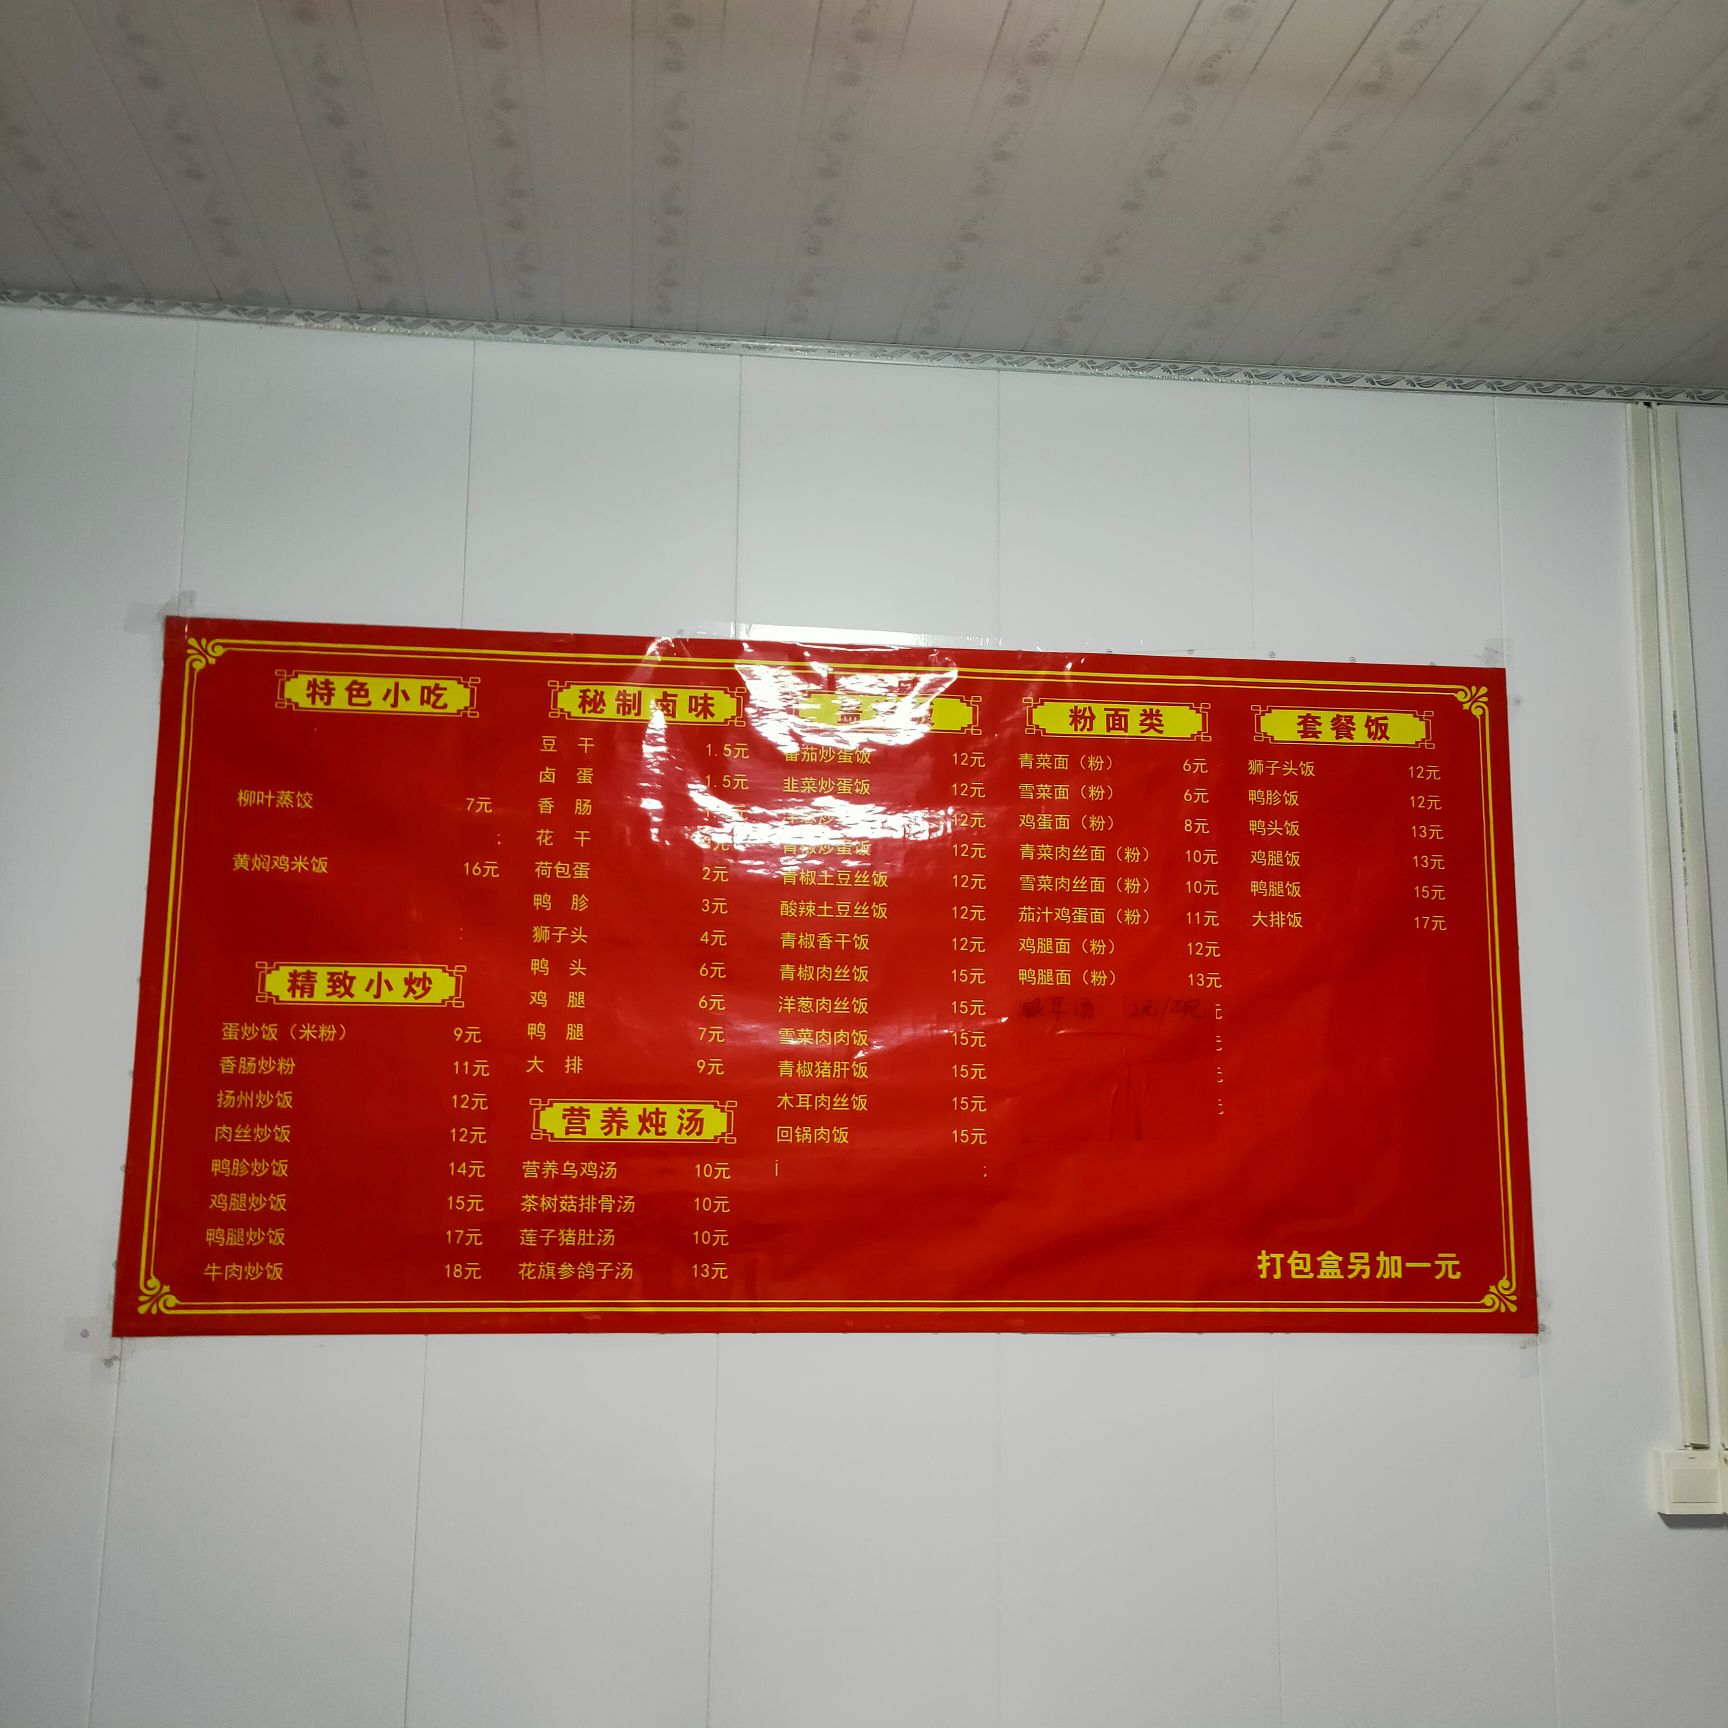 特色小吃
柳叶蒸饺 7元
黄焖鸡米饭 16元
精致小炒
蛋炒饭（米粉） 9元
香肠炒粉 11元
扬州炒饭 12元
肉丝炒饭 12元
鸭胗炒饭 14元
鸡腿炒饭 15元
鸭腿炒饭 17元
牛肉炒饭 18元
秘制卤味
豆干 1.5元
卤蛋 1.5元
香肠
花干
荷包蛋 2元
鸭胗 3元
狮子头 4元
鸭头 6元
鸡腿 6元
鸭腿 7元
大排 9元
营养炖汤
营养乌鸡汤 10元
茶树菇排骨汤 10元
莲子猪肚汤 10元
花旗参鸽子汤 13元
番茄炒蛋饭 12元
韭菜炒蛋饭 12元
12元
青椒炒蛋饭 12元
青椒土豆丝饭 12元
酸辣土豆丝饭 12元
青椒香干饭 12元
青椒肉丝饭 15元
洋葱肉丝饭 15元
雪菜肉肉饭 15元
青椒猪肝饭 15元
木耳肉丝饭 15元
回锅肉饭 15元
粉面类
青菜面（粉） 6元
雪菜面（粉） 6元
鸡蛋面（粉） 8元
青菜肉丝面（粉） 10元
雪菜肉丝面（粉） 10元
茄汁鸡蛋面（粉） 11元
鸡腿面（粉） 12元
鸭腿面（粉） 13元
银耳汤 2元/碗
套餐饭
狮子头饭 12元
鸭胗饭 12元
鸭头饭 13元
鸡腿饭 13元
鸭腿饭 15元
大排饭 17元
打包盒另加一元